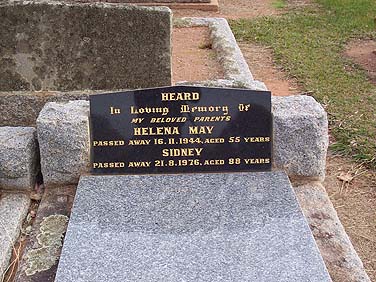 HEARD
In Loving Memory Of
MY BELOVED PARENTS
HELENA MAY
PASSED AWAY 16.11.1944, AGED 55 YEARS
SIDNEY
PASSED AWAY 21.8.1976, AGED 88 YEARS